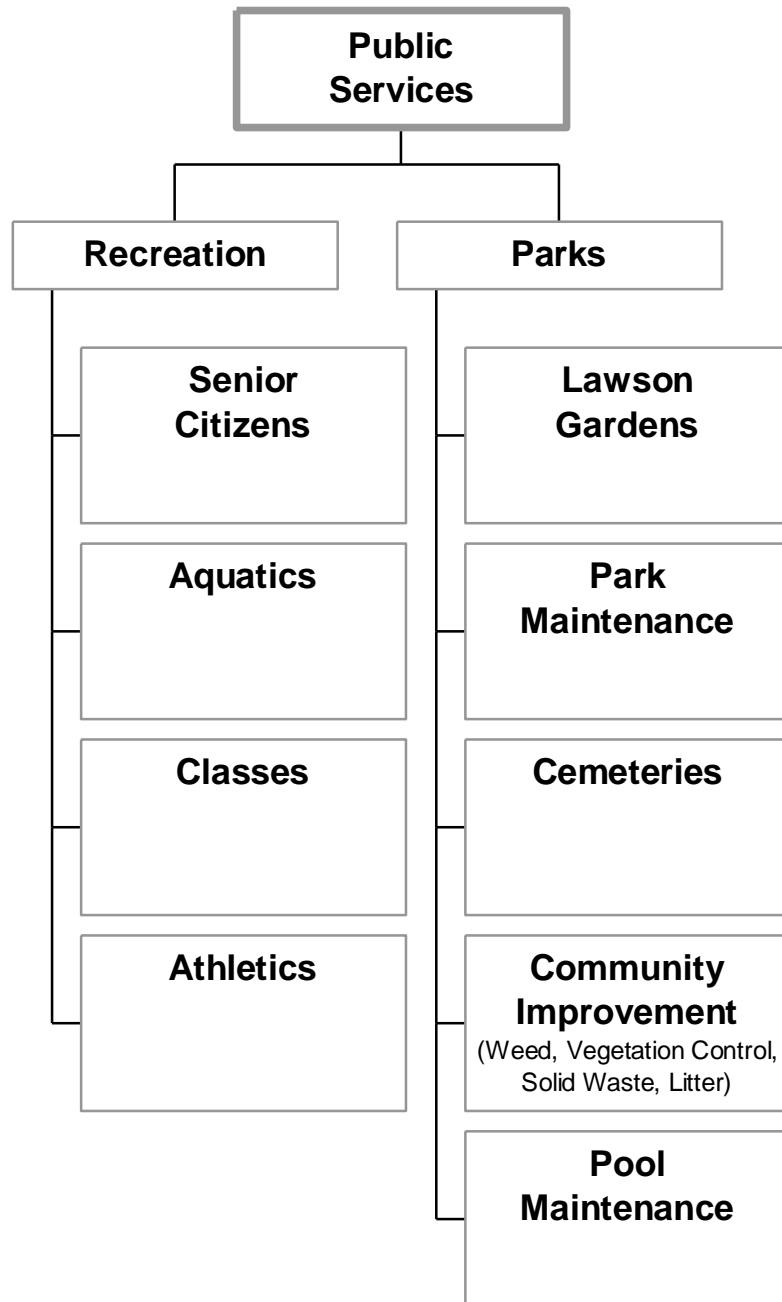 Public
Services
Recreation
Parks
Senior
Citizens
Lawson
Gardens
Aquatics
Park
Maintenance
Classes
Cemeteries
Athletics
Community
Improvement
(Weed, Vegetation Control,
Solid Waste, Litter)
Pool
Maintenance